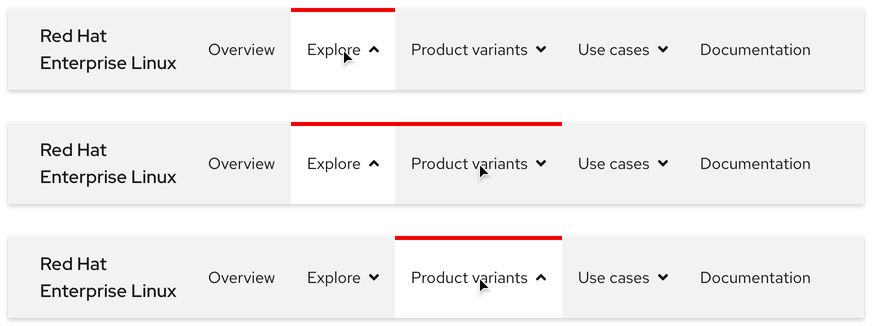 Red Hat
Enterprise Linux
Overview
Explore
Product variants
Use cases
Documentation
Red Hat
Enterprise Linux
Overview
Explore
Product variants
Use cases
Documentation
Red Hat
Enterprise Linux
Overview
Explore
Product variants
Use cases
Documentation